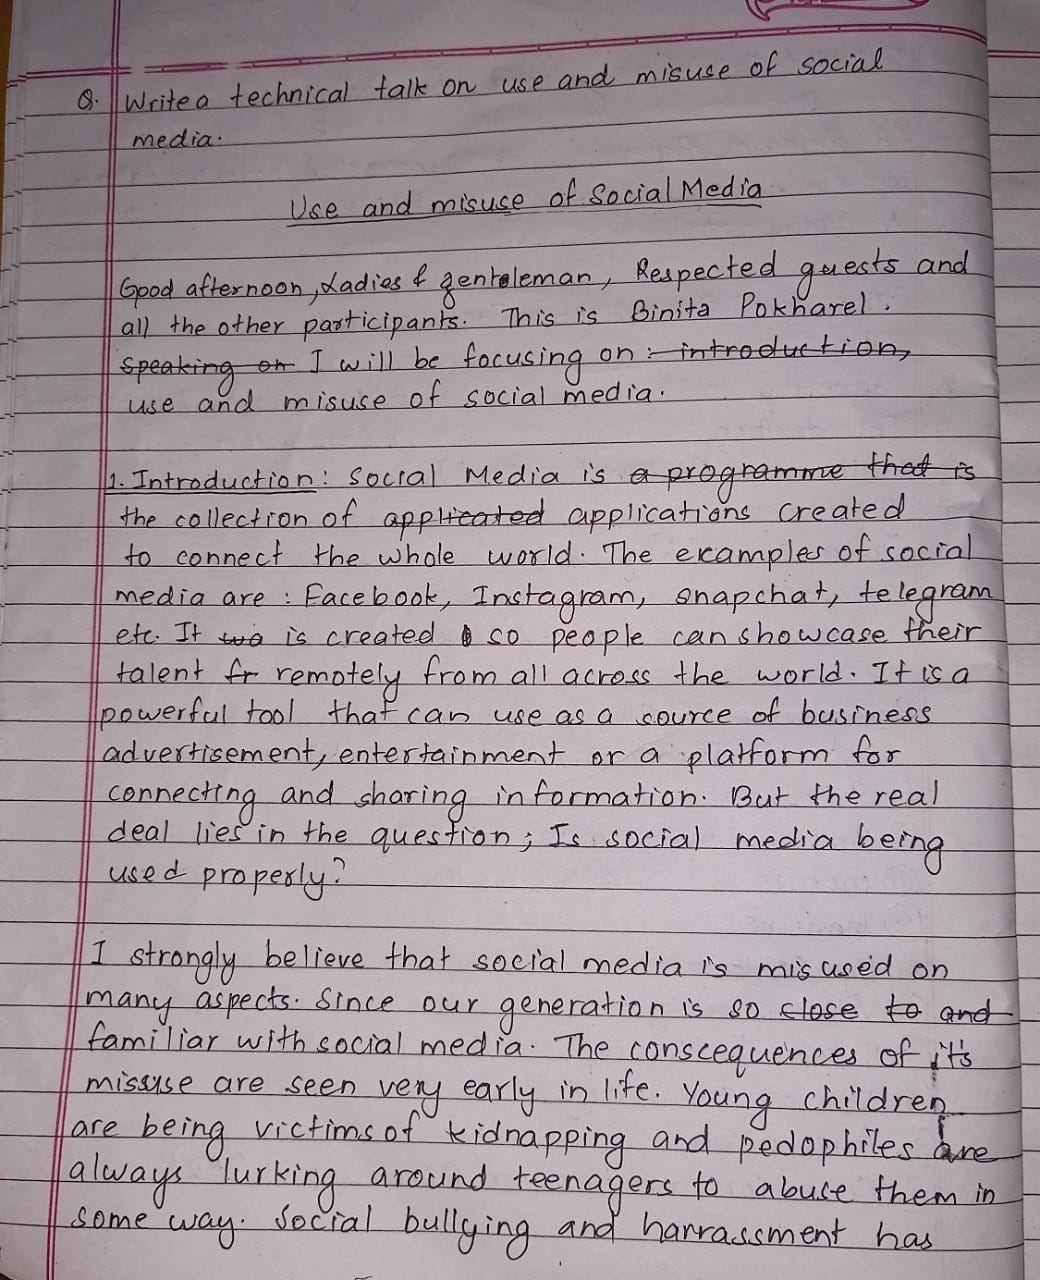 Q. Write a technical talk on use and misuse of social
media.
Use and misuse of Social Media
Good afternoon, Ladies & gentoleman, Respected guests and
all the other participants. This is Binita Pokharel.
Speaking on I will be focusing on: introduction,
use and misuse of social media.
1. Introduction: Social Media is a programme that is
the collection of applicated applications created
to connect the whole world. The examples of social
media are : Facebook, Instagram, snapchat, telegram
etc. It wa is created so people can showcase their
talent fr remotely from all across the world. It is a
powerful tool that can use as a source of business
advertisement, entertainment or a platform for
connecting and sharing information. But the real
deal lies in the question; Is social media being
used properly?
I strongly believe that social media is misused on
many aspects. Since our generation is so close to and
familiar with social media. The conscequences of it's
missuse are seen very early in life. Young children
are being victims of kidnapping and pedophiles are
always lurking around teenagers to abuse them in
some way. Social bullying and harrassment has